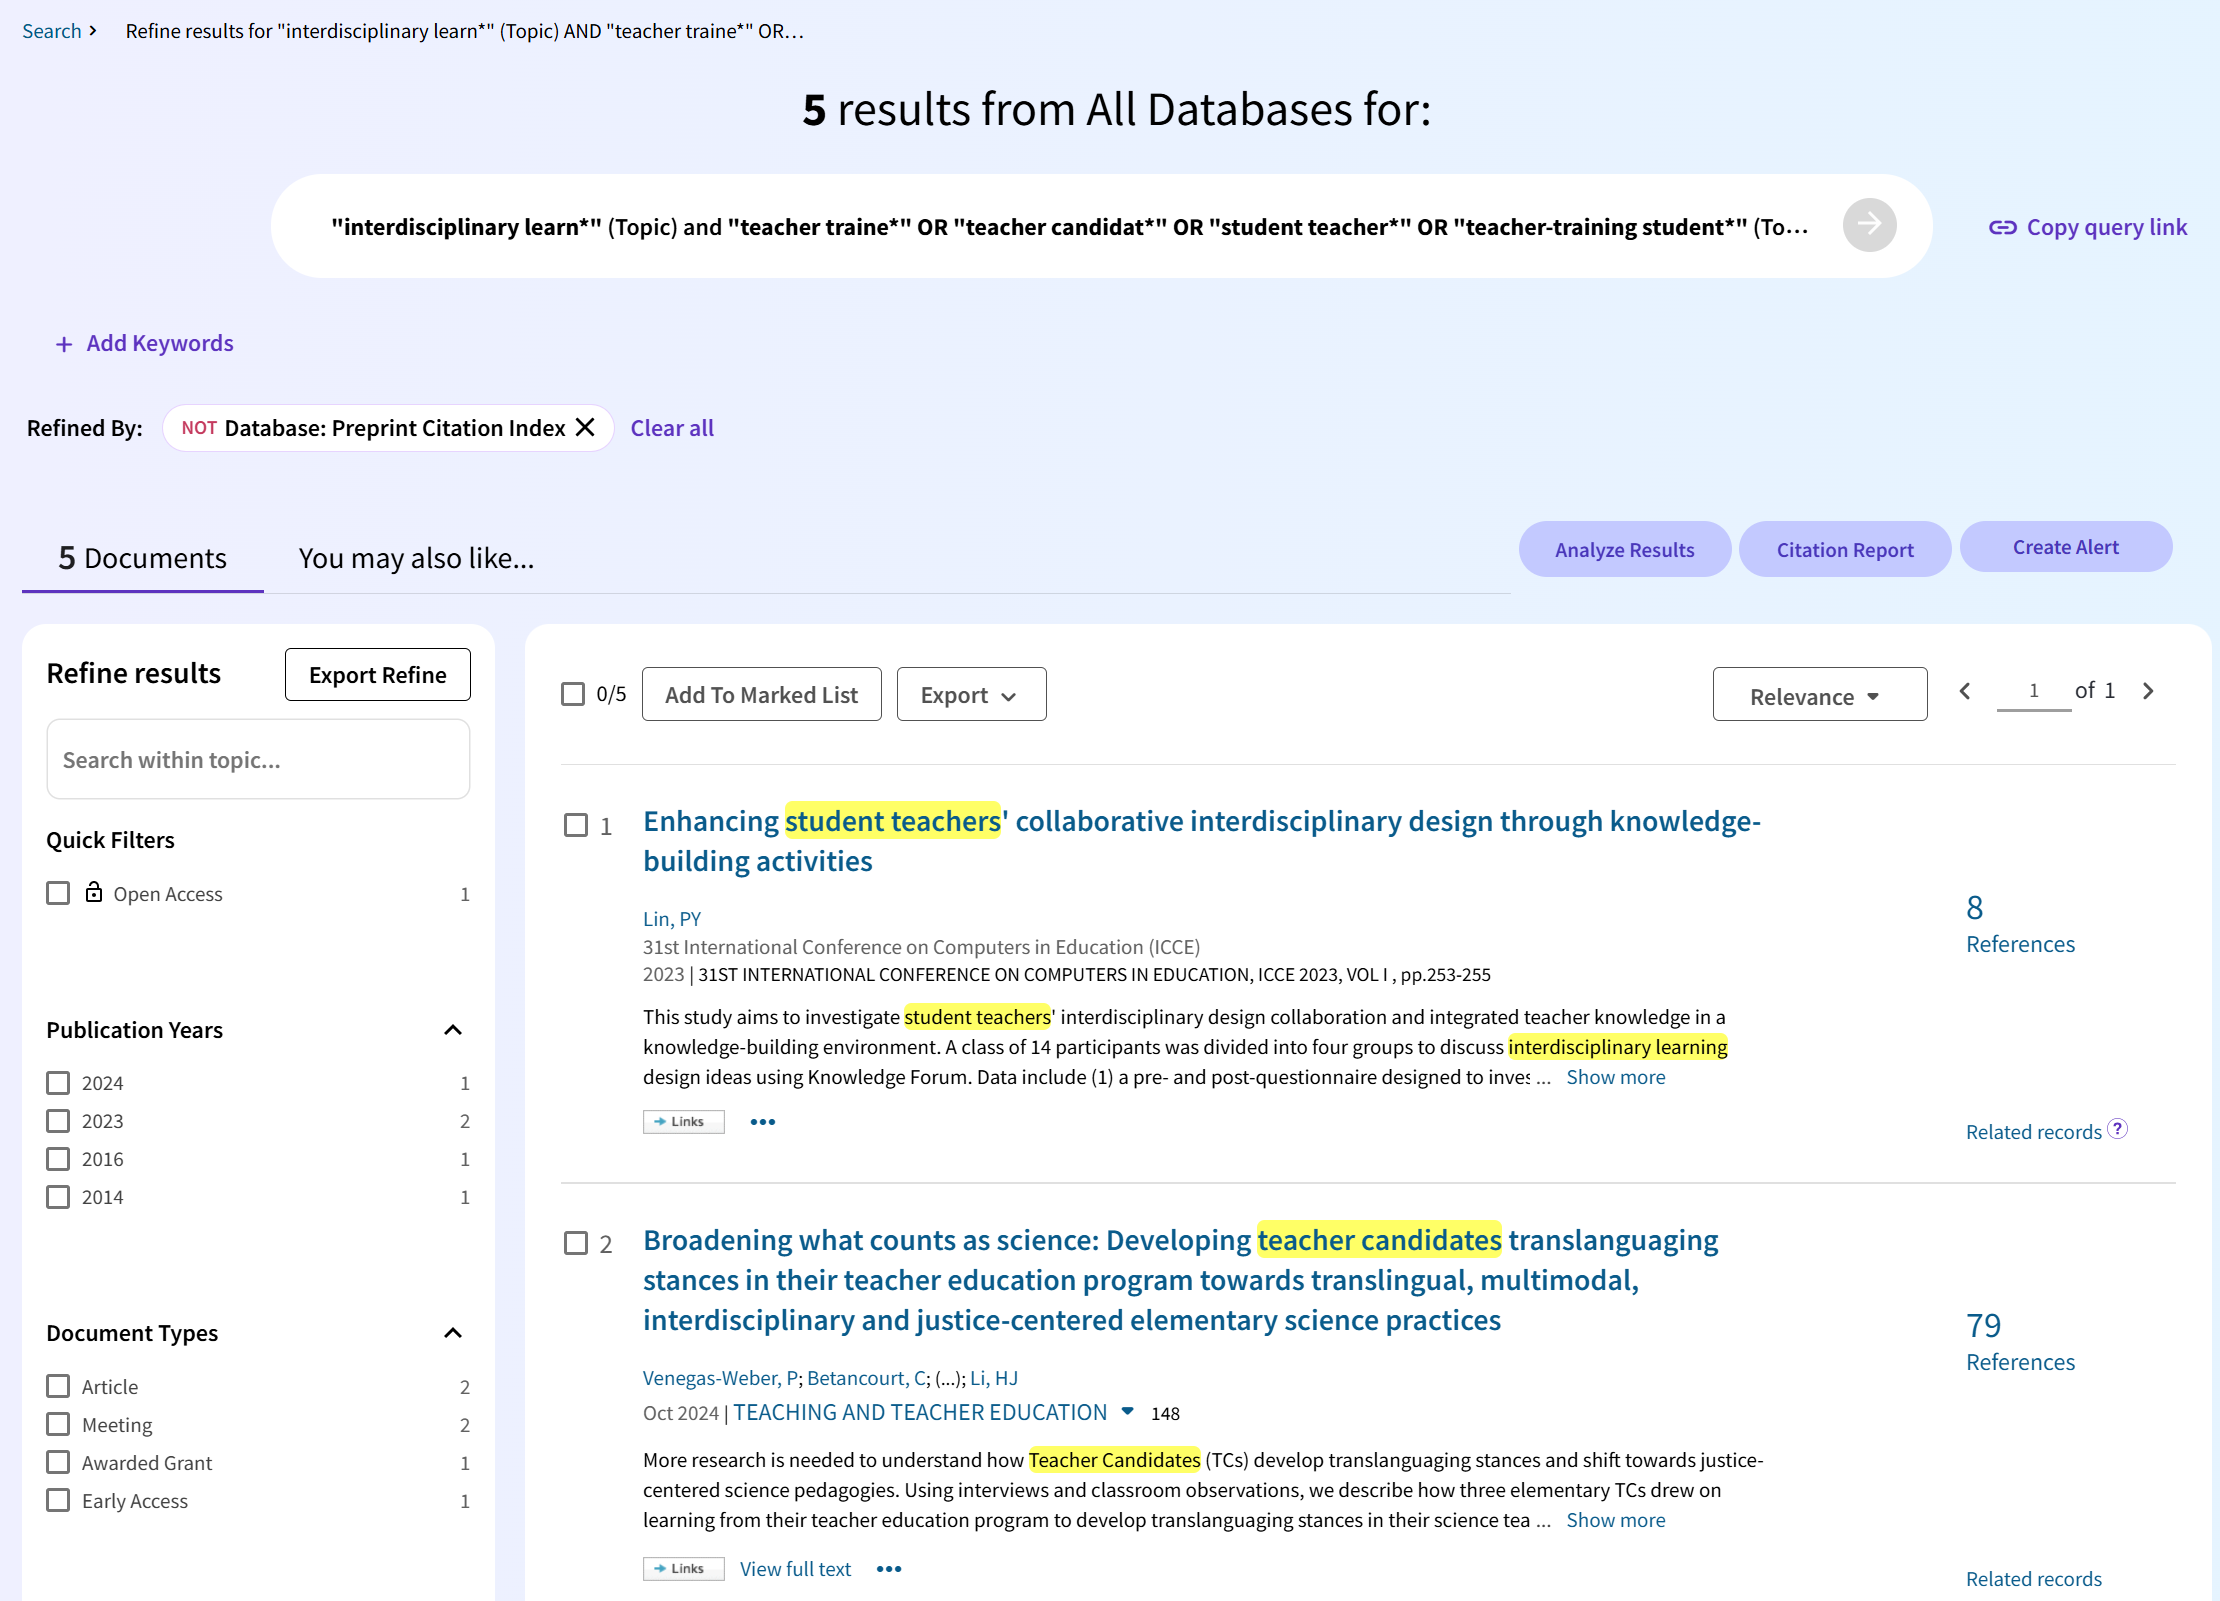 Search > Refine results for "interdisciplinary learn*" (Topic) AND "teacher traine*" OR...
5 results from All Databases for:
"interdisciplinary learn*" (Topic) and "teacher traine*" OR "teacher candidat*" OR "student teacher*" OR "teacher-training student*" (To...
Copy query link
+ Add Keywords
Refined By: NOT Database: Preprint Citation Index Clear all
5 Documents You may also like...
Analyze Results Citation Report Create Alert
Refine results Export Refine
Search within topic...
Quick Filters
Open Access 1
Publication Years
2024 1
2023 2
2016 1
2014 1
Document Types
Article 2
Meeting 2
Awarded Grant 1
Early Access 1
0/5 Add To Marked List Export Relevance 1 of 1
1 Enhancing student teachers' collaborative interdisciplinary design through knowledge-
building activities
Lin, PY
31st International Conference on Computers in Education (ICCE)
2023 | 31ST INTERNATIONAL CONFERENCE ON COMPUTERS IN EDUCATION, ICCE 2023, VOL I , pp.253-255
This study aims to investigate student teachers' interdisciplinary design collaboration and integrated teacher knowledge in a
knowledge-building environment. A class of 14 participants was divided into four groups to discuss interdisciplinary learning
design ideas using Knowledge Forum. Data include (1) a pre- and post-questionnaire designed to inves ... Show more
Links •••
8
References
Related records ?
2 Broadening what counts as science: Developing teacher candidates translanguaging
stances in their teacher education program towards translingual, multimodal,
interdisciplinary and justice-centered elementary science practices
Venegas-Weber, P; Betancourt, C; (...); Li, HJ
Oct 2024 | TEACHING AND TEACHER EDUCATION 148
More research is needed to understand how Teacher Candidates (TCs) develop translanguaging stances and shift towards justice-
centered science pedagogies. Using interviews and classroom observations, we describe how three elementary TCs drew on
learning from their teacher education program to develop translanguaging stances in their science tea ... Show more
Links View full text •••
79
References
Related records